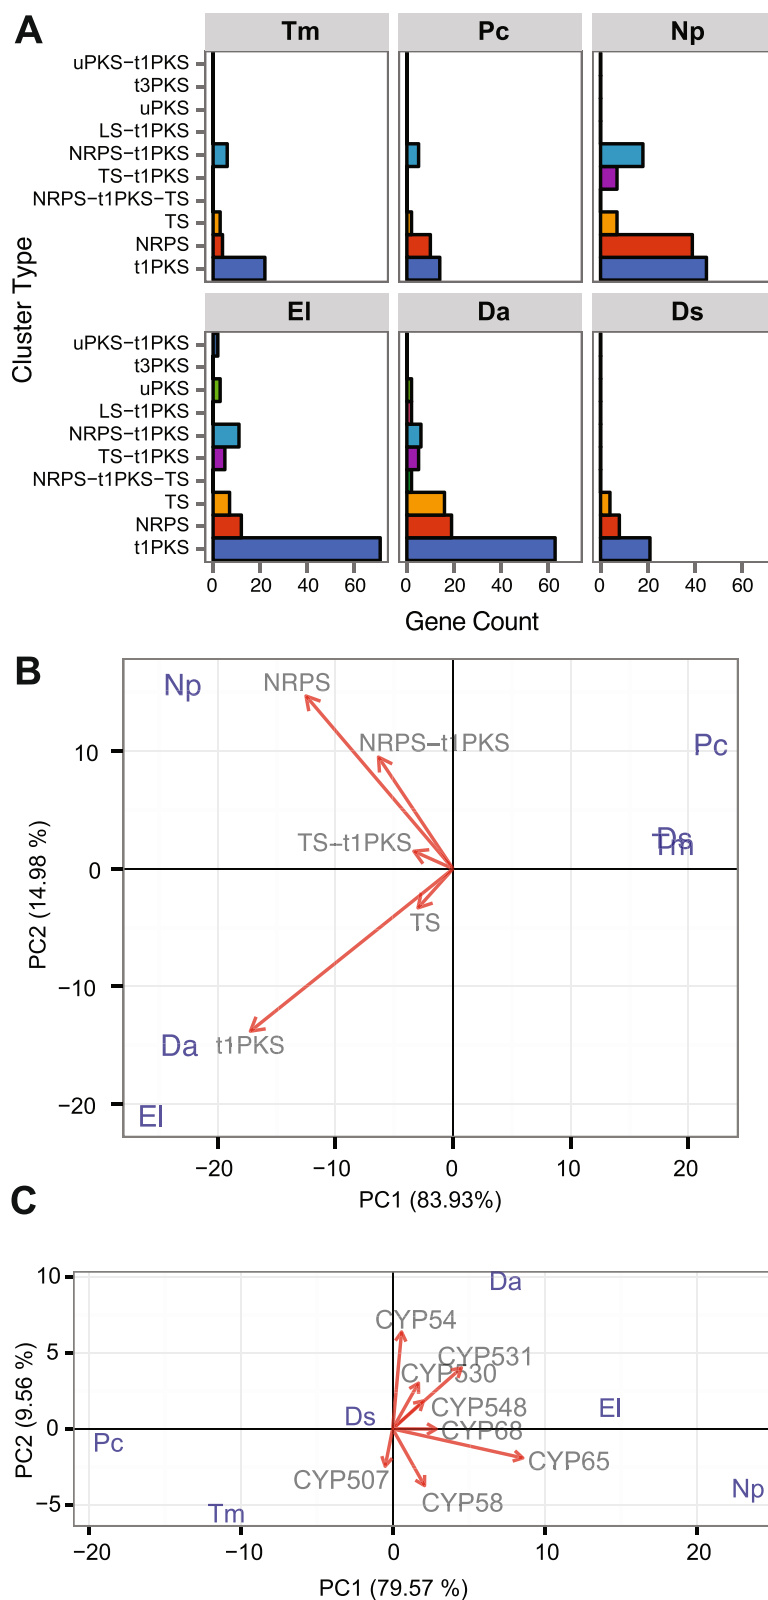 A
Tm Pc Np
uPKS−t1PKS
t3PKS
uPKS
LS−t1PKS
NRPS−t1PKS
TS−t1PKS
NRPS−t1PKS−TS
TS
NRPS
t1PKS
Cluster Type
El Da Ds
uPKS−t1PKS
t3PKS
uPKS
LS−t1PKS
NRPS−t1PKS
TS−t1PKS
NRPS−t1PKS−TS
TS
NRPS
t1PKS
0 20 40 60 0 20 40 60 0 20 40 60
Gene Count
B
Np
NRPS
NRPS−t1PKS
Pc
10
TS−t1PKS
Ds
Tm
0
PC2 (14.98 %)
TS
−10
Da
t1PKS
−20
El
−20 −10 0 10 20
PC1 (83.93%)
C
10
Da
CYP54
5
CYP531
CYP530
CYP548
El
Ds
0
CYP68
Pc
PC2 (9.56 %)
CYP65
CYP507
Np
CYP58
−5
Tm
−20 −10 0 10 20
PC1 (79.57 %)